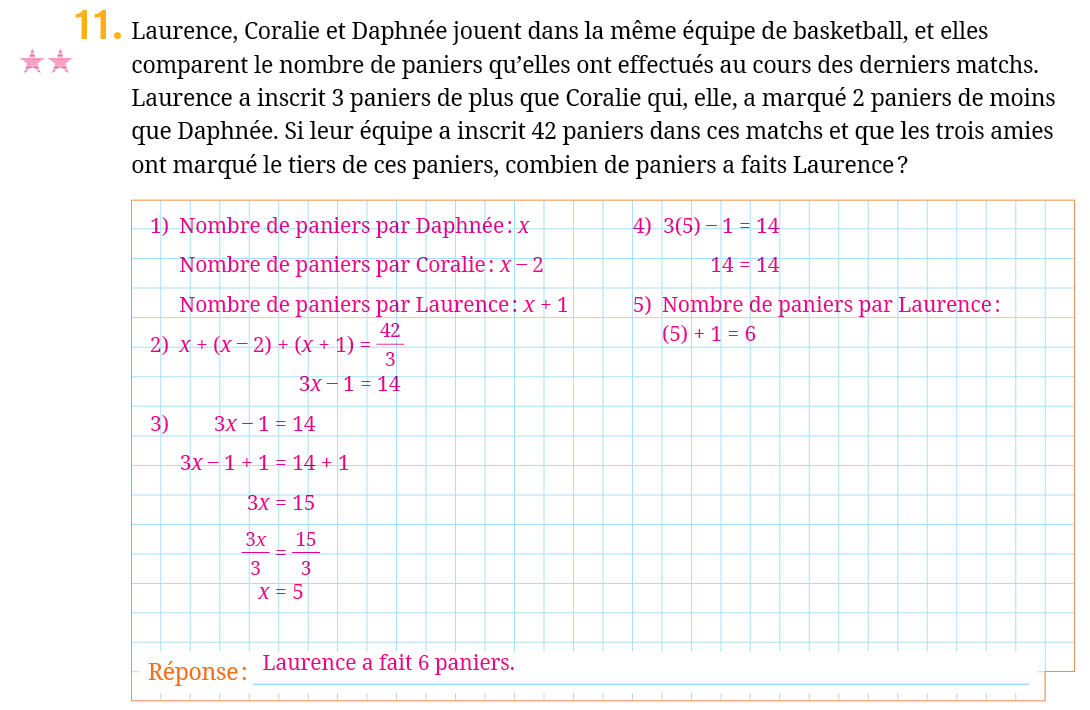 11. Laurence, Coralie et Daphnée jouent dans la même équipe de basketball, et elles
comparent le nombre de paniers qu’elles ont effectués au cours des derniers matchs.
Laurence a inscrit 3 paniers de plus que Coralie qui, elle, a marqué 2 paniers de moins
que Daphnée. Si leur équipe a inscrit 42 paniers dans ces matchs et que les trois amies
ont marqué le tiers de ces paniers, combien de paniers a faits Laurence ?
1) Nombre de paniers par Daphnée : x
Nombre de paniers par Coralie : x − 2
Nombre de paniers par Laurence : x + 1
2) x + (x − 2) + (x + 1) = 42/3
3x − 1 = 14
3) 3x − 1 = 14
3x − 1 + 1 = 14 + 1
3x = 15
3x/3 = 15/3
x = 5
4) 3(5) − 1 = 14
14 = 14
5) Nombre de paniers par Laurence :
(5) + 1 = 6
Réponse : Laurence a fait 6 paniers.